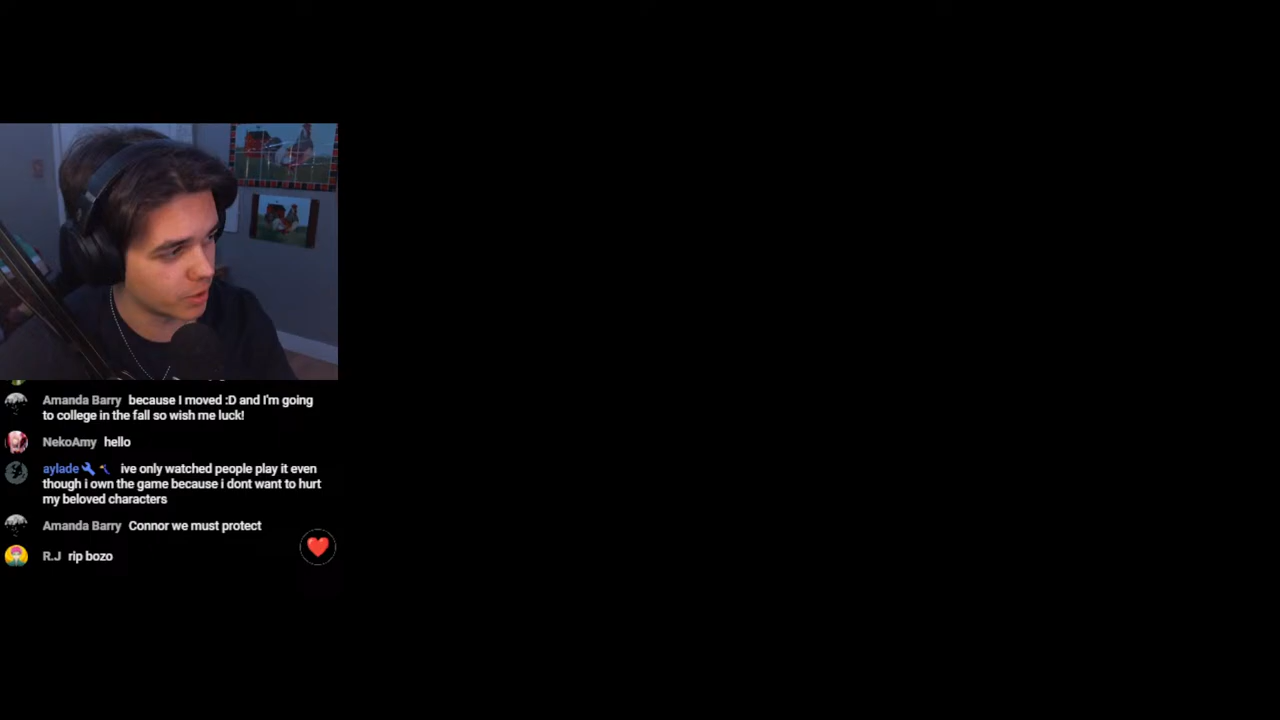 Amanda Barry because I moved :D and I'm going
to college in the fall so wish me luck!
NekoAmy hello
aylade ive only watched people play it even
though i own the game because i dont want to hurt
my beloved characters
Amanda Barry Connor we must protect
R.J rip bozo